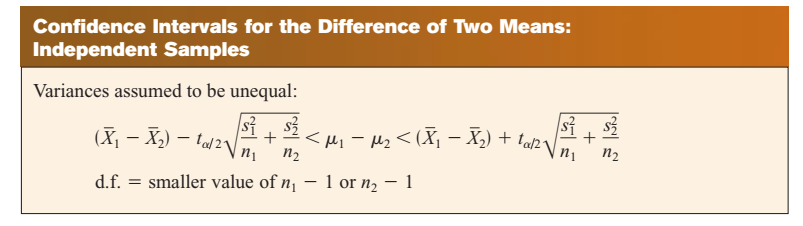 Confidence Intervals for the Difference of Two Means:
Independent Samples
Variances assumed to be unequal:
(X̄₁ − X̄₂) − t_{α/2}√(s₁²/n₁ + s₂²/n₂) < μ₁ − μ₂ < (X̄₁ − X̄₂) + t_{α/2}√(s₁²/n₁ + s₂²/n₂)
d.f. = smaller value of n₁ − 1 or n₂ − 1